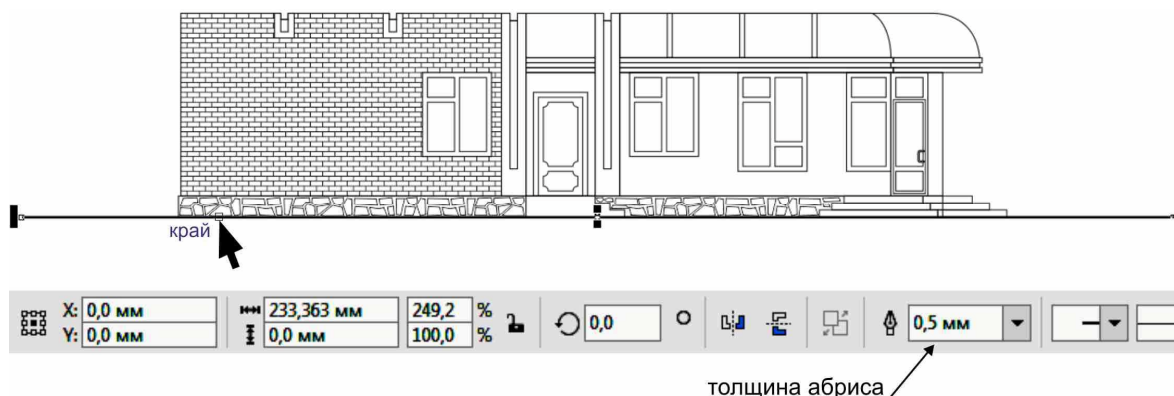 край
X: 0,0 мм 233,363 мм 249,2 % 0,0 ° 0,5 мм
Y: 0,0 мм 0,0 мм 100,0 %
толщина абриса